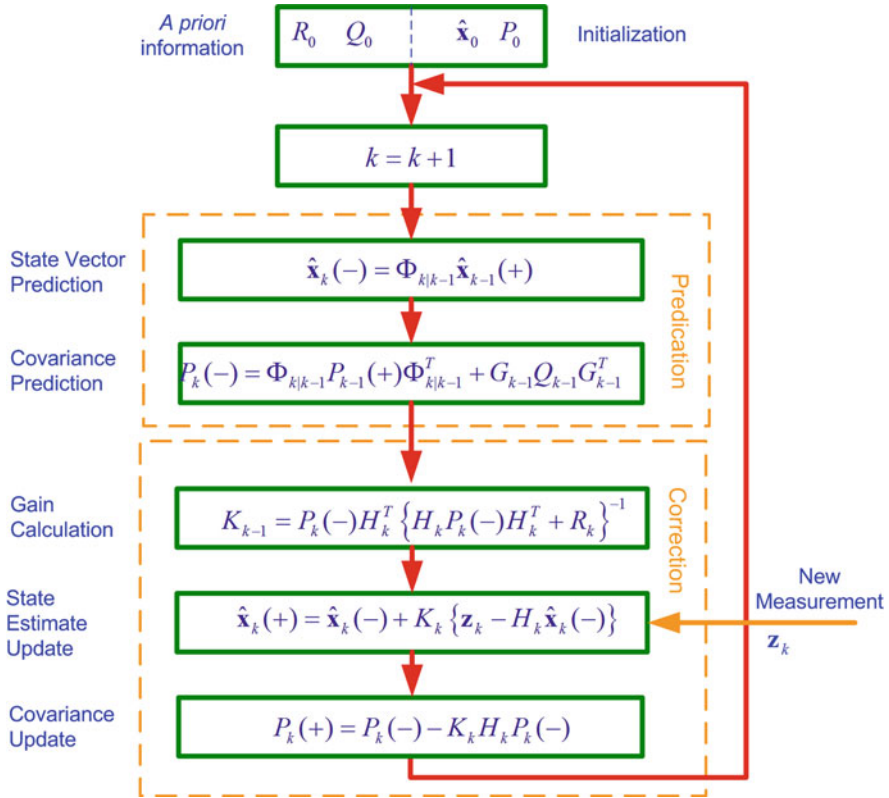 A priori
information
R₀ Q₀ x̂₀ P₀
Initialization
k = k + 1
State Vector
Prediction
x̂ₖ(−) = Φₖ|ₖ₋₁x̂ₖ₋₁(+)
Predication
Covariance
Prediction
Pₖ(−) = Φₖ|ₖ₋₁Pₖ₋₁(+)Φᵀₖ|ₖ₋₁ + Gₖ₋₁Qₖ₋₁Gᵀₖ₋₁
Gain
Calculation
Kₖ₋₁ = Pₖ(−)Hₖᵀ {HₖPₖ(−)Hₖᵀ + Rₖ}⁻¹
Correction
State
Estimate
Update
x̂ₖ(+) = x̂ₖ(−) + Kₖ {zₖ − Hₖx̂ₖ(−)}
New
Measurement
zₖ
Covariance
Update
Pₖ(+) = Pₖ(−) − KₖHₖPₖ(−)